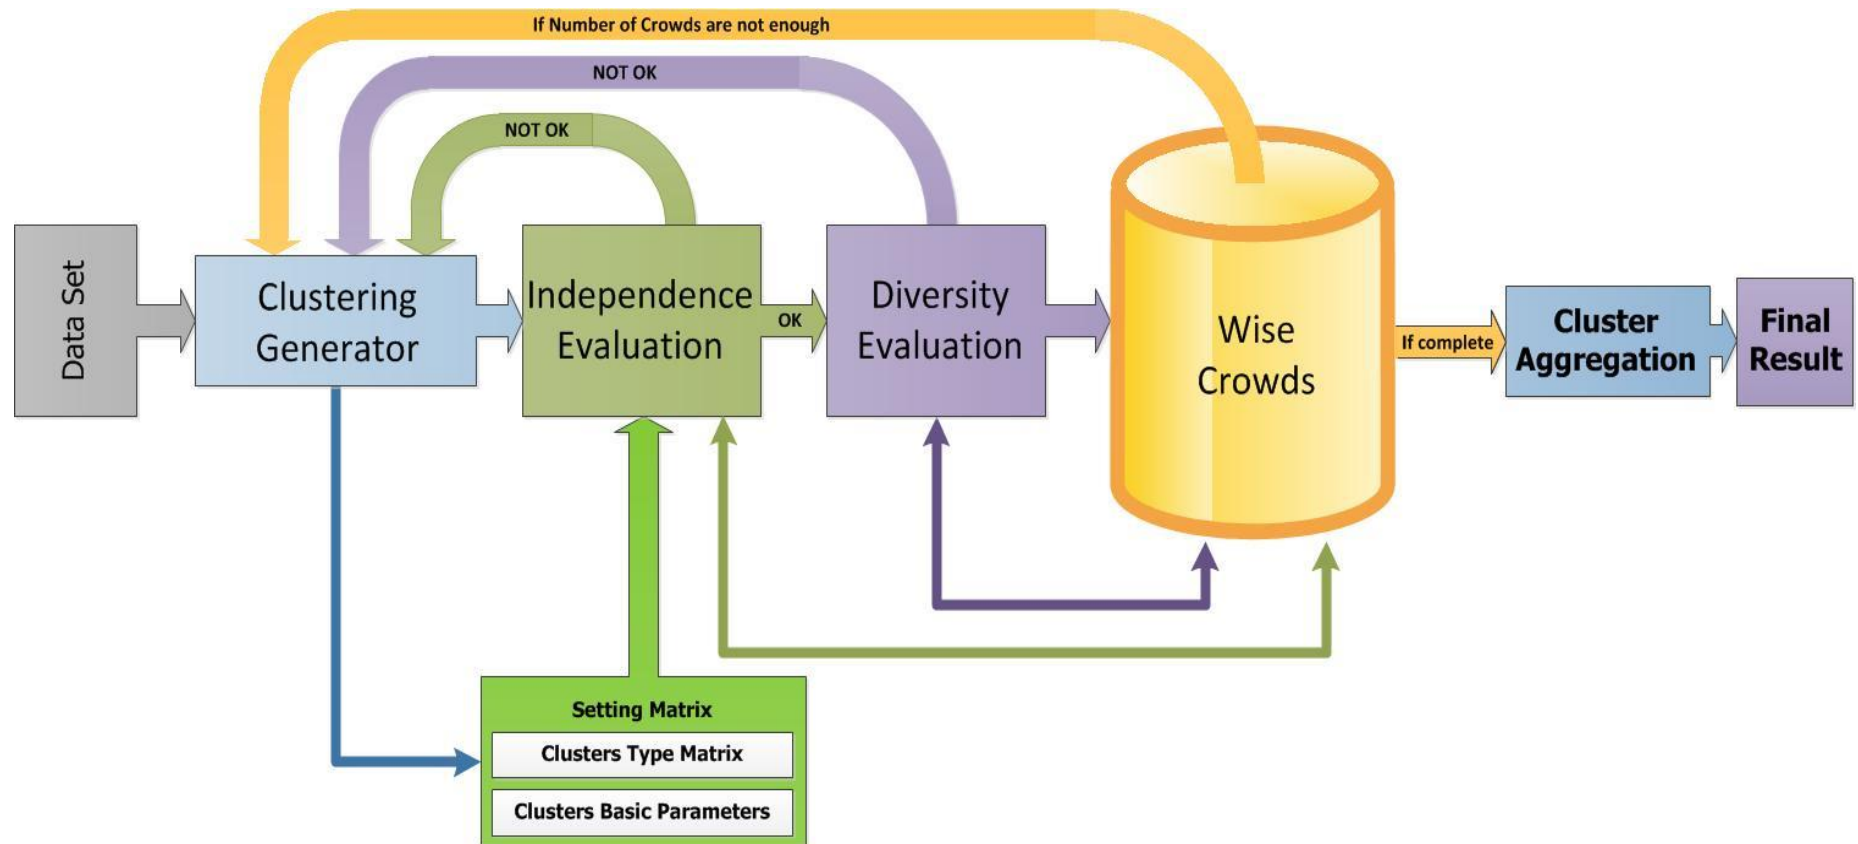 If Number of Crowds are not enough
NOT OK
NOT OK
Data Set
Clustering
Generator
Independence
Evaluation
OK
Diversity
Evaluation
Wise
Crowds
If complete
Cluster
Aggregation
Final
Result
Setting Matrix
Clusters Type Matrix
Clusters Basic Parameters